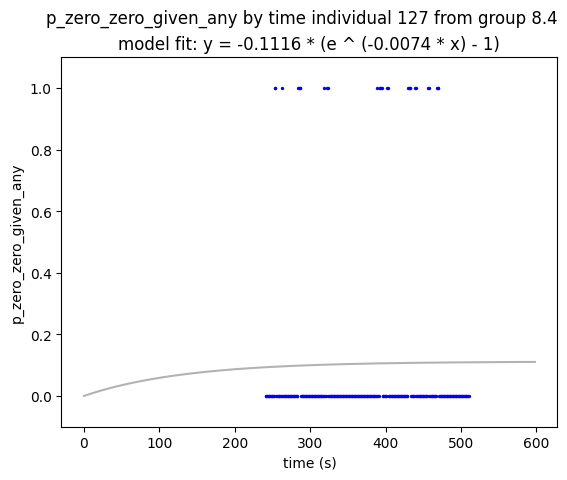 p_zero_zero_given_any by time individual 127 from group 8.4
model fit: y = -0.1116 * (e ^ (-0.0074 * x) - 1)
1.0
0.8
0.6
0.4
0.2
0.0
p_zero_zero_given_any
0 100 200 300 400 500 600
time (s)